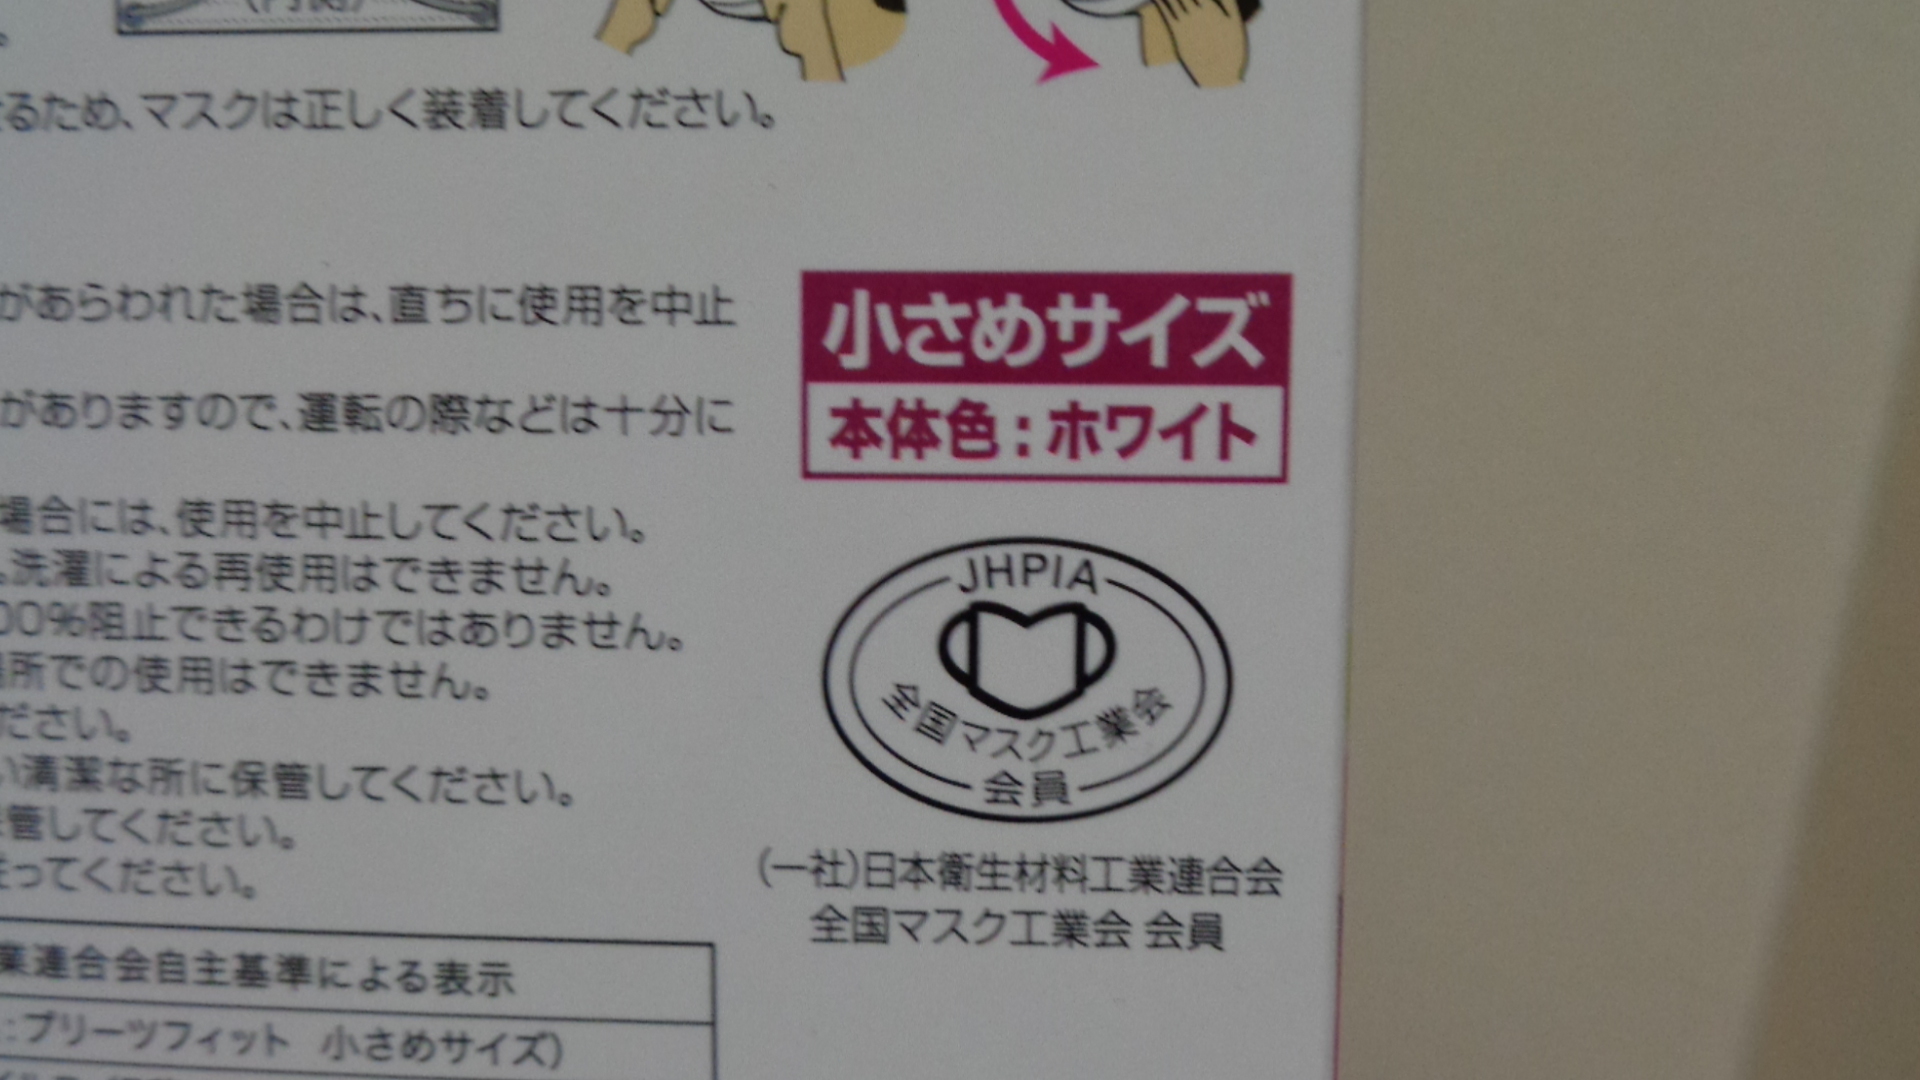 (内側)
るため、マスクは正しく装着してください。
があらわれた場合は、直ちに使用を中止
がありますので、運転の際などは十分に
場合には、使用を中止してください。
。洗濯による再使用はできません。
00%阻止できるわけではありません。
場所での使用はできません。
ださい。
い清潔な所に保管してください。
保管してください。
従ってください。
業連合会自主基準による表示
:プリーツフィット 小さめサイズ)
小さめサイズ
本体色:ホワイト
JHPIA
全国マスク工業会
会員
(一社)日本衛生材料工業連合会
全国マスク工業会 会員